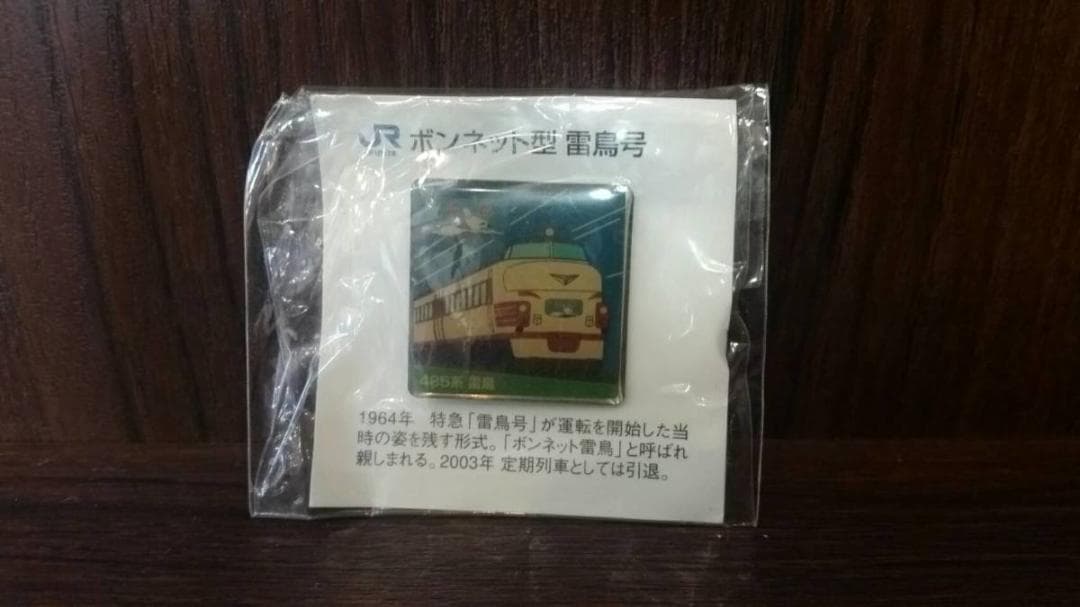 JR ボンネット型 雷鳥号
485系 雷鳥
1964年 特急「雷鳥号」が運転を開始した当
時の姿を残す形式。「ボンネット雷鳥」と呼ばれ
親しまれる。2003年 定期列車としては引退。